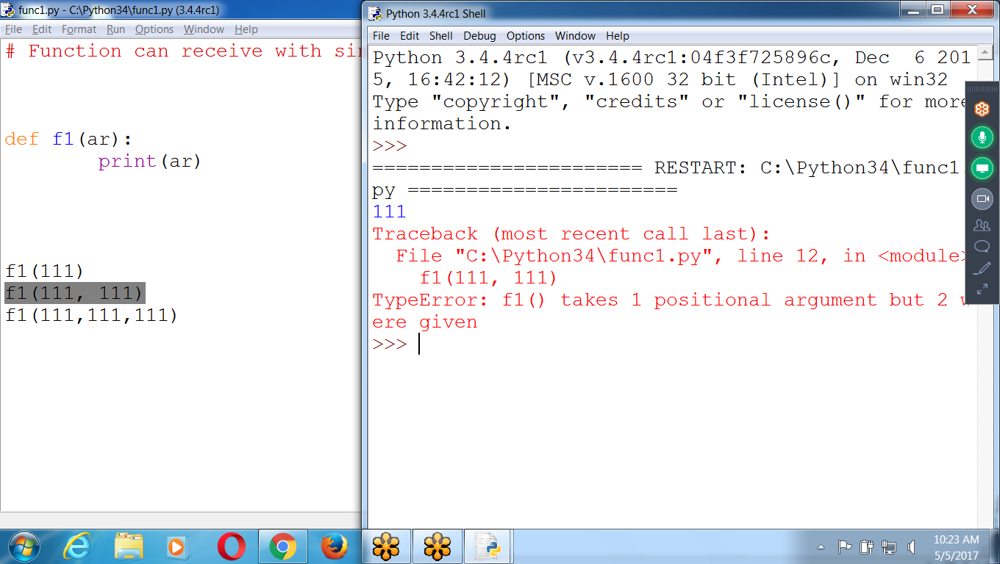 func1.py - C:\Python34\func1.py (3.4.4rc1)
File Edit Format Run Options Window Help
# Function can receive with
def f1(ar):
print(ar)
f1(111)
f1(111, 111)
f1(111,111,111)
Python 3.4.4rc1 Shell
File Edit Shell Debug Options Window Help
Python 3.4.4rc1 (v3.4.4rc1:04f3f725896c, Dec  6 201
5, 16:42:12) [MSC v.1600 32 bit (Intel)] on win32
Type "copyright", "credits" or "license()" for more
information.
>>>
======================= RESTART: C:\Python34\func1.
py =======================
111
Traceback (most recent call last):
File "C:\Python34\func1.py", line 12, in <module>
f1(111, 111)
TypeError: f1() takes 1 positional argument but 2 w
ere given
>>>
10:23 AM
5/5/2017